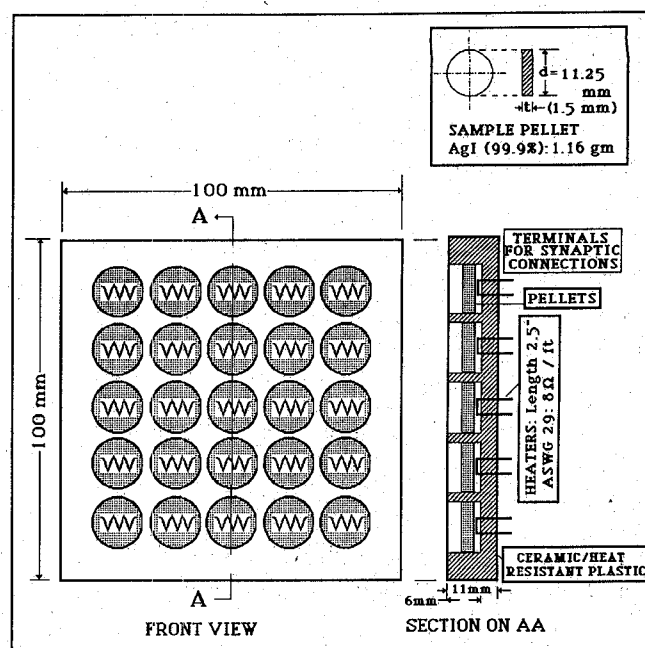 d= 11.25
mm
t (1.5 mm)
SAMPLE PELLET
AgI (99.9%): 1.16 gm
100 mm
A
100 mm
TERMINALS
FOR SYNAPTIC
CONNECTIONS
PELLETS
HEATERS: Length 2.5"
ASWG 29: 8Ω / ft
CERAMIC/HEAT
RESISTANT PLASTIC
A
11mm
6mm
FRONT VIEW
SECTION ON AA